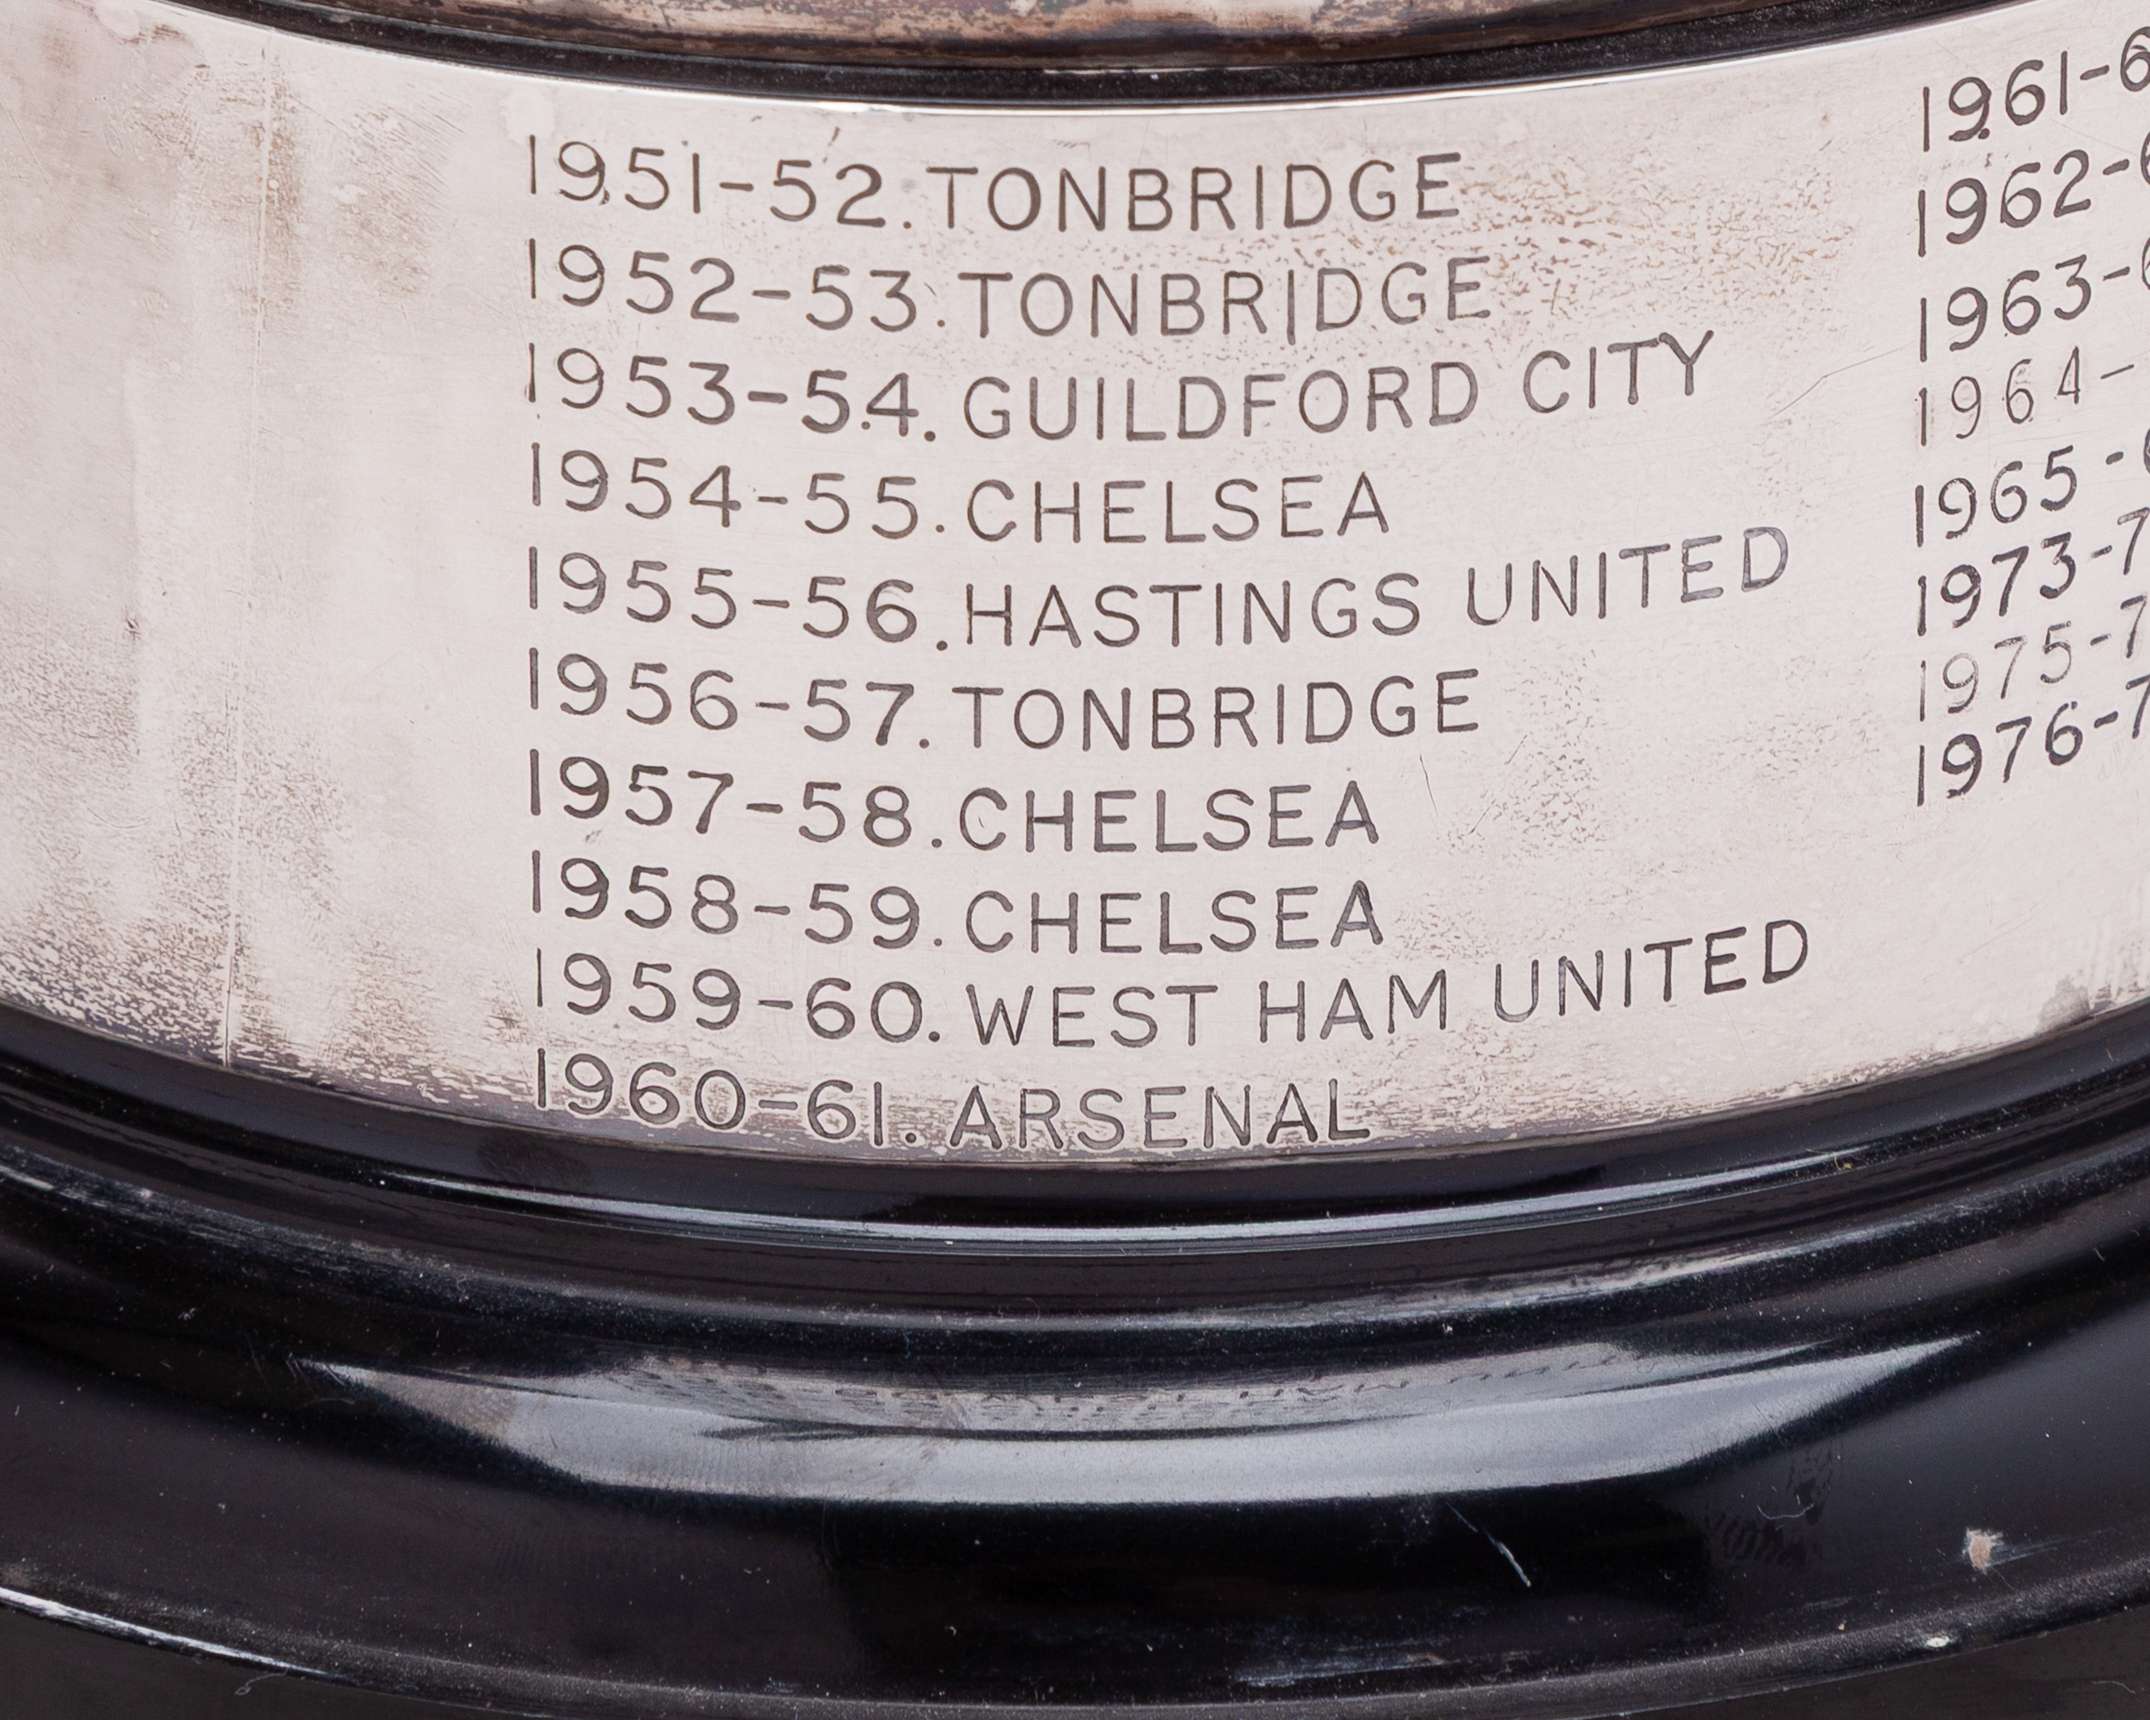 1951-52. TONBRIDGE
1952-53. TONBRIDGE
1953-54. GUILDFORD CITY
1954-55. CHELSEA
1955-56. HASTINGS UNITED
1956-57. TONBRIDGE
1957-58. CHELSEA
1958-59. CHELSEA
1959-60. WEST HAM UNITED
1960-61. ARSENAL
1961-6
1962-6
1963-6
1964-
1965-6
1973-7
1975-7
1976-7